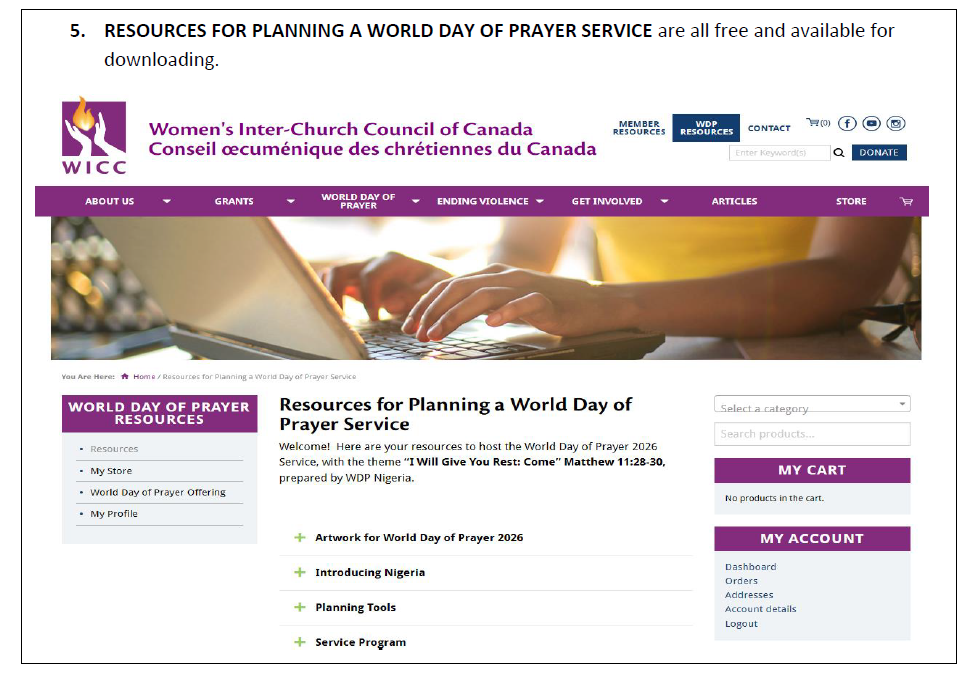 5. RESOURCES FOR PLANNING A WORLD DAY OF PRAYER SERVICE are all free and available for
downloading.
WICC
Women's Inter-Church Council of Canada
Conseil œcuménique des chrétiennes du Canada
MEMBER
RESOURCES
WDP
RESOURCES
CONTACT
(0)
Enter Keyword(s)
DONATE
ABOUT US
GRANTS
WORLD DAY OF
PRAYER
ENDING VIOLENCE
GET INVOLVED
ARTICLES
STORE
You Are Here: Home / Resources for Planning a World Day of Prayer Service
WORLD DAY OF PRAYER
RESOURCES
• Resources
• My Store
• World Day of Prayer Offering
• My Profile
Resources for Planning a World Day of
Prayer Service
Welcome! Here are your resources to host the World Day of Prayer 2026
Service, with the theme “I Will Give You Rest: Come” Matthew 11:28-30,
prepared by WDP Nigeria.
+ Artwork for World Day of Prayer 2026
+ Introducing Nigeria
+ Planning Tools
+ Service Program
Select a category
Search products...
MY CART
No products in the cart.
MY ACCOUNT
Dashboard
Orders
Addresses
Account details
Logout